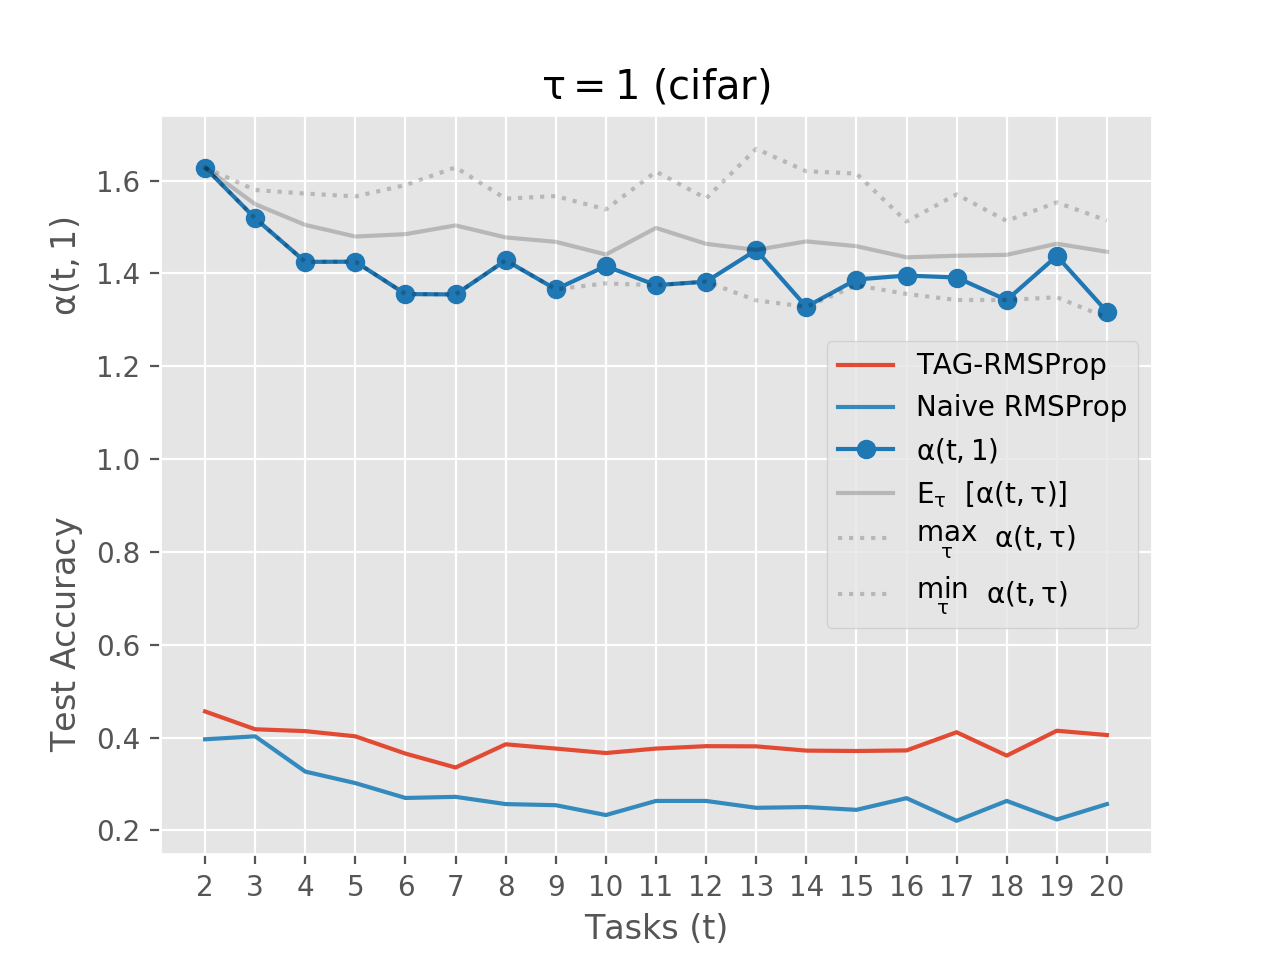 τ = 1 (cifar)
α(t, 1)
Test Accuracy
1.6
1.4
1.2
1.0
0.8
0.6
0.4
0.2
TAG-RMSProp
Naive RMSProp
α(t, 1)
Eτ [α(t, τ)]
max α(t, τ)
τ
min α(t, τ)
τ
2 3 4 5 6 7 8 9 10 11 12 13 14 15 16 17 18 19 20
Tasks (t)